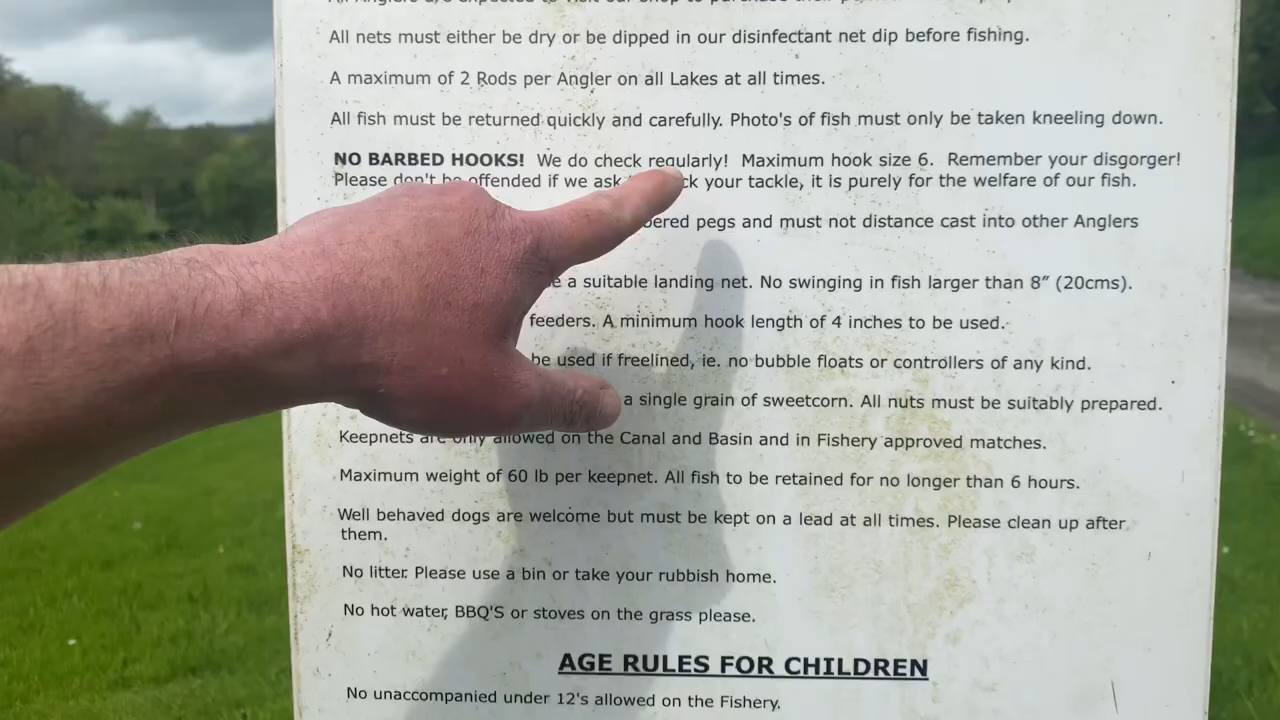 All nets must either be dry or be dipped in our disinfectant net dip before fishing.
A maximum of 2 Rods per Angler on all Lakes at all times.
All fish must be returned quickly and carefully. Photo's of fish must only be taken kneeling down.
NO BARBED HOOKS! We do check regularly! Maximum hook size 6. Remember your disgorger!
Please don't be offended if we ask your tackle, it is purely for the welfare of our fish.
pegs and must not distance cast into other Anglers
a suitable landing net. No swinging in fish larger than 8” (20cms).
feeders. A minimum hook length of 4 inches to be used.
be used if freelined, ie. no bubble floats or controllers of any kind.
a single grain of sweetcorn. All nuts must be suitably prepared.
Keepnets are only allowed on the Canal and Basin and in Fishery approved matches.
Maximum weight of 60 lb per keepnet. All fish to be retained for no longer than 6 hours.
Well behaved dogs are welcome but must be kept on a lead at all times. Please clean up after
them.
No litter. Please use a bin or take your rubbish home.
No hot water, BBQ'S or stoves on the grass please.
AGE RULES FOR CHILDREN
No unaccompanied under 12's allowed on the Fishery.